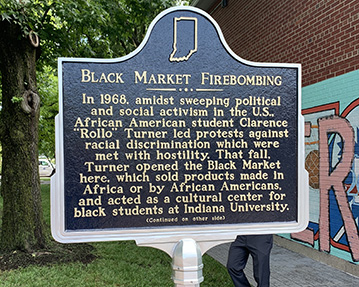 BLACK MARKET FIREBOMBING
In 1968, amidst sweeping political
and social activism in the U.S.,
African American student Clarence
"Rollo" Turner led protests against
racial discrimination which were
met with hostility. That fall,
Turner opened the Black Market
here, which sold products made in
Africa or by African Americans,
and acted as a cultural center for
black students at Indiana University.
(Continued on other side)